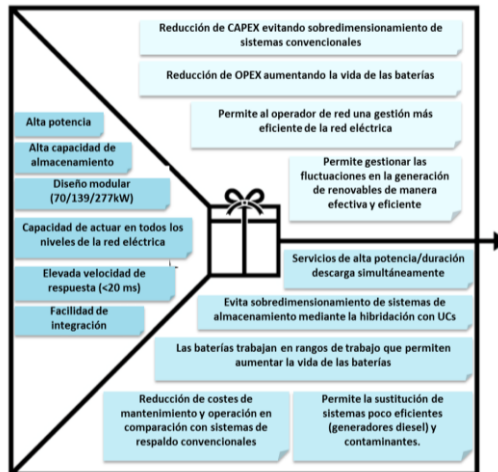 Reducción de CAPEX evitando sobredimensionamiento de
sistemas convencionales
Reducción de OPEX aumentando la vida de las baterías
Permite al operador de red una gestión más
eficiente de la red eléctrica
Permite gestionar las
fluctuaciones en la generación
de renovables de manera
efectiva y eficiente
Alta potencia
Alta capacidad de
almacenamiento
Diseño modular
(70/139/277kW)
Capacidad de actuar en todos los
niveles de la red eléctrica
Elevada velocidad de
respuesta (<20 ms)
Facilidad de
integración
Servicios de alta potencia/duración
descarga simultáneamente
Evita sobredimensionamiento de sistemas de
almacenamiento mediante la hibridación con UCs
Las baterías trabajan en rangos de trabajo que permiten
aumentar la vida de las baterías
Reducción de costes de
mantenimiento y operación en
comparación con sistemas de
respaldo convencionales
Permite la sustitución de
sistemas poco eficientes
(generadores diesel) y
contaminantes.